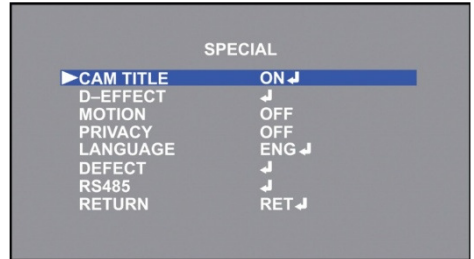 SPECIAL
►CAM TITLE ON↲
D–EFFECT ↲
MOTION OFF
PRIVACY OFF
LANGUAGE ENG↲
DEFECT ↲
RS485 ↲
RETURN RET↲